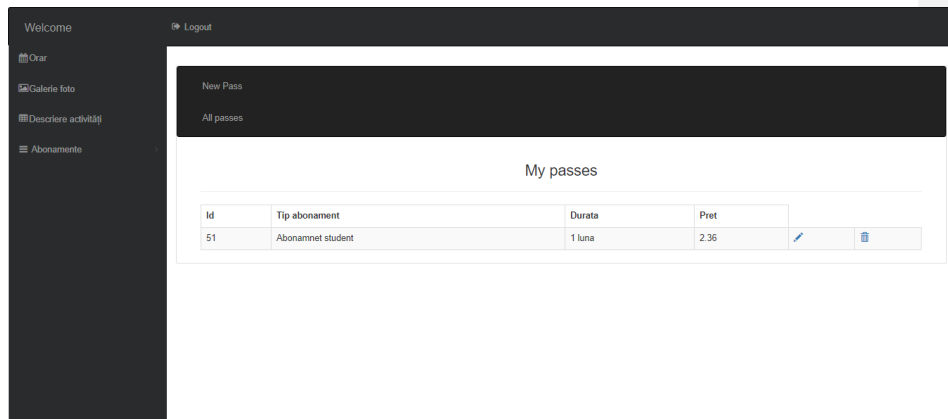 Welcome
Logout
Orar
Galerie foto
Descriere activități
Abonamente
New Pass
All passes
My passes
Id Tip abonament Durata Pret
51 Abonamnet student 1 luna 2.36